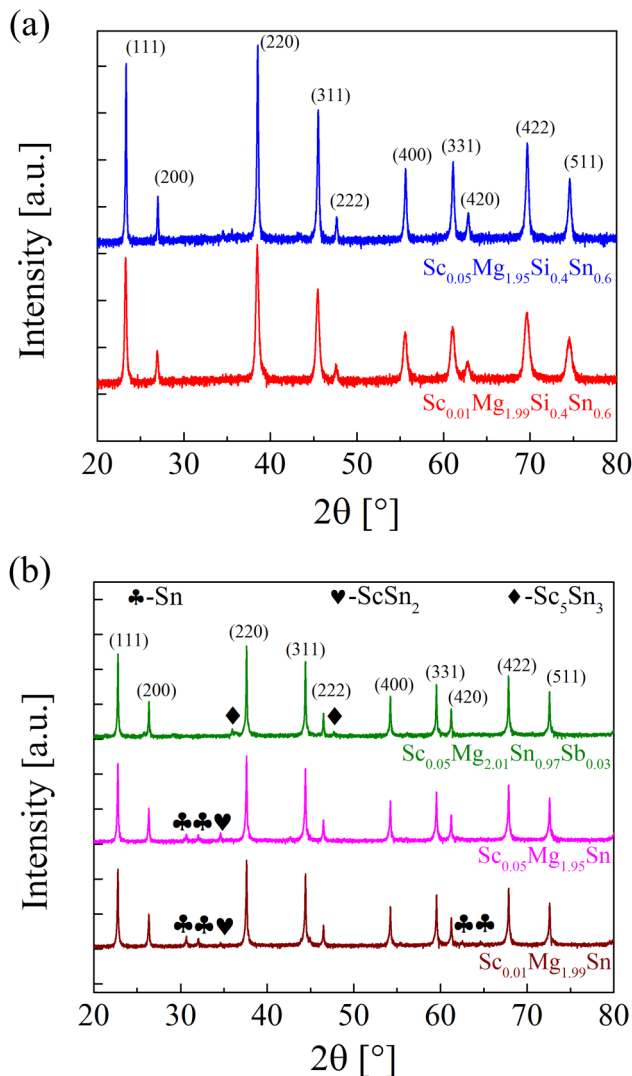 (a)
(111)
(200)
(220)
(311)
(222)
(400)
(331)
(420)
(422)
(511)
Sc0.05Mg1.95Si0.4Sn0.6
Sc0.01Mg1.99Si0.4Sn0.6
Intensity [a.u.]
20 30 40 50 60 70 80
2θ [°]
(b)
♣-Sn ♥-ScSn2 ♦-Sc5Sn3
(111)
(200)
(220)
(311)
(222)
(400)
(331)
(420)
(422)
(511)
Sc0.05Mg2.01Sn0.97Sb0.03
Sc0.05Mg1.95Sn
Sc0.01Mg1.99Sn
Intensity [a.u.]
20 30 40 50 60 70 80
2θ [°]